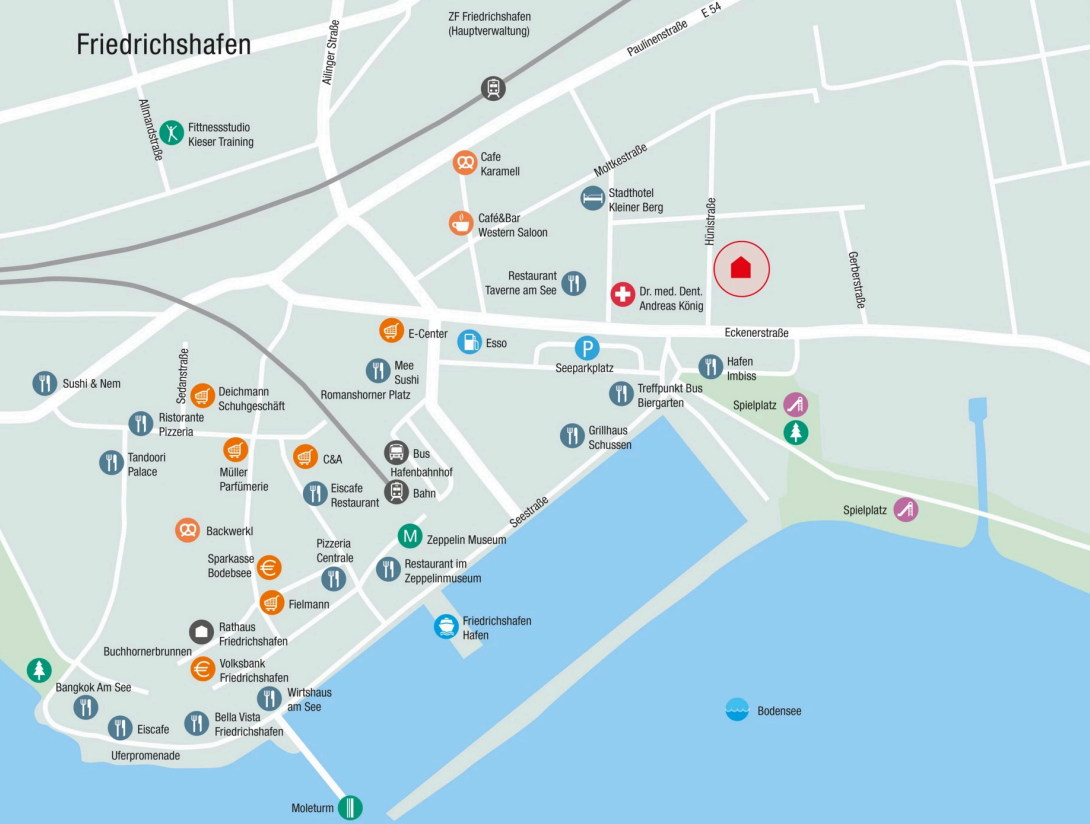 Friedrichshafen
ZF Friedrichshafen
(Hauptverwaltung)
Ailinger Straße
Paulinenstraße
E 54
Allmandstraße
Fittnessstudio
Kieser Training
Cafe
Karamell
Moltkestraße
Stadthotel
Kleiner Berg
Café&Bar
Western Saloon
Hünistraße
Gerberstraße
Restaurant
Taverne am See
Dr. med. Dent.
Andreas König
Eckenerstraße
E-Center
Esso
P
Seeparkplatz
Hafen
Imbiss
Mee
Sushi
Romanshorner Platz
Sedanstraße
Sushi & Nem
Deichmann
Schuhgeschäft
Treffpunkt Bus
Biergarten
Spielplatz
Ristorante
Pizzeria
Grillhaus
Schussen
Tandoori
Palace
Müller
Parfümerie
C&A
Bus
Hafenbahnhof
Bahn
Eiscafe
Restaurant
Seestraße
Spielplatz
Backwerkl
Pizzeria
Centrale
M
Zeppelin Museum
Sparkasse
Bodebsee
€
Restaurant im
Zeppelinmuseum
Fielmann
Friedrichshafen
Hafen
Rathaus
Friedrichshafen
Buchhornerbrunnen
€
Volksbank
Friedrichshafen
Bangkok Am See
Wirtshaus
am See
Bodensee
Eiscafe
Bella Vista
Friedrichshafen
Uferpromenade
Moleturm